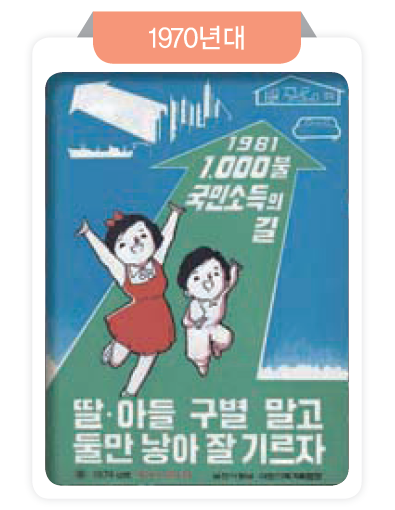 1970년대
1981
1,000불
국민소득의
길
딸·아들 구별 말고
둘만 낳아 잘 기르자